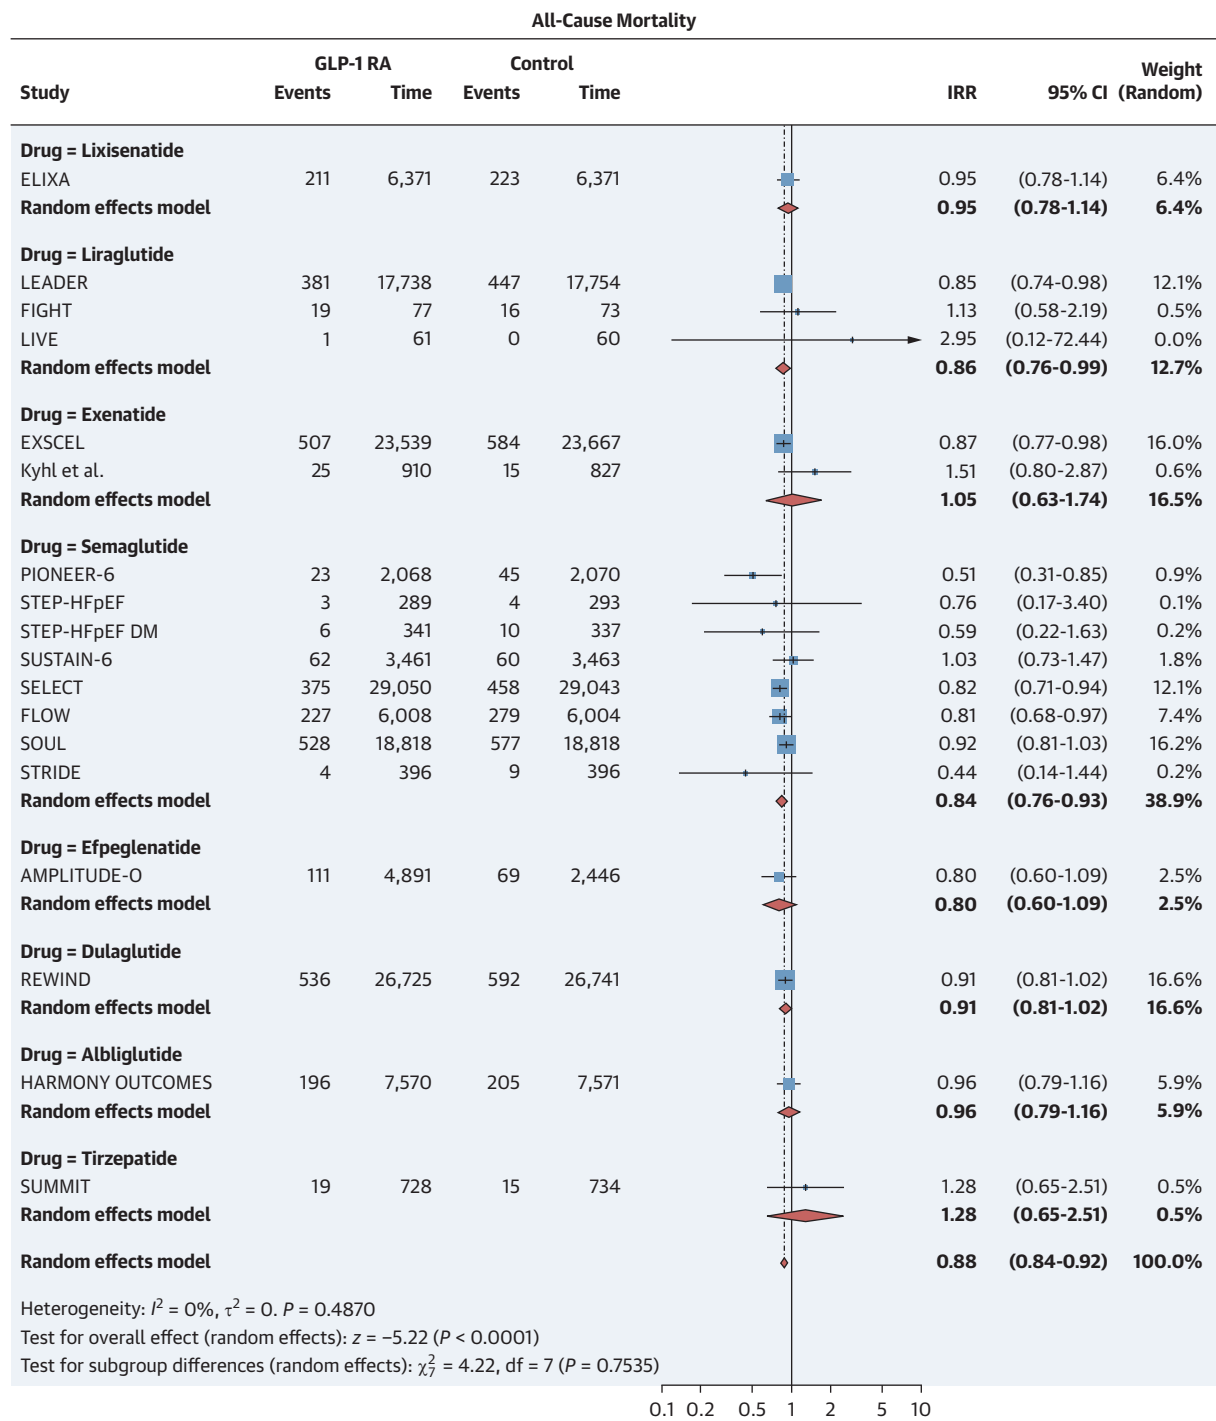 All-Cause Mortality
GLP-1 RA Control Weight
Study Events Time Events Time IRR 95% CI (Random)
Drug = Lixisenatide
ELIXA 211 6,371 223 6,371 0.95 (0.78-1.14) 6.4%
Random effects model 0.95 (0.78-1.14) 6.4%
Drug = Liraglutide
LEADER 381 17,738 447 17,754 0.85 (0.74-0.98) 12.1%
FIGHT 19 77 16 73 1.13 (0.58-2.19) 0.5%
LIVE 1 61 0 60 2.95 (0.12-72.44) 0.0%
Random effects model 0.86 (0.76-0.99) 12.7%
Drug = Exenatide
EXSCEL 507 23,539 584 23,667 0.87 (0.77-0.98) 16.0%
Kyhl et al. 25 910 15 827 1.51 (0.80-2.87) 0.6%
Random effects model 1.05 (0.63-1.74) 16.5%
Drug = Semaglutide
PIONEER-6 23 2,068 45 2,070 0.51 (0.31-0.85) 0.9%
STEP-HFpEF 3 289 4 293 0.76 (0.17-3.40) 0.1%
STEP-HFpEF DM 6 341 10 337 0.59 (0.22-1.63) 0.2%
SUSTAIN-6 62 3,461 60 3,463 1.03 (0.73-1.47) 1.8%
SELECT 375 29,050 458 29,043 0.82 (0.71-0.94) 12.1%
FLOW 227 6,008 279 6,004 0.81 (0.68-0.97) 7.4%
SOUL 528 18,818 577 18,818 0.92 (0.81-1.03) 16.2%
STRIDE 4 396 9 396 0.44 (0.14-1.44) 0.2%
Random effects model 0.84 (0.76-0.93) 38.9%
Drug = Efpeglenatide
AMPLITUDE-O 111 4,891 69 2,446 0.80 (0.60-1.09) 2.5%
Random effects model 0.80 (0.60-1.09) 2.5%
Drug = Dulaglutide
REWIND 536 26,725 592 26,741 0.91 (0.81-1.02) 16.6%
Random effects model 0.91 (0.81-1.02) 16.6%
Drug = Albliglutide
HARMONY OUTCOMES 196 7,570 205 7,571 0.96 (0.79-1.16) 5.9%
Random effects model 0.96 (0.79-1.16) 5.9%
Drug = Tirzepatide
SUMMIT 19 728 15 734 1.28 (0.65-2.51) 0.5%
Random effects model 1.28 (0.65-2.51) 0.5%
Random effects model 0.88 (0.84-0.92) 100.0%
Heterogeneity: I² = 0%, τ² = 0. P = 0.4870
Test for overall effect (random effects): z = −5.22 (P < 0.0001)
Test for subgroup differences (random effects): χ²₇ = 4.22, df = 7 (P = 0.7535)
0.1 0.2 0.5 1 2 5 10